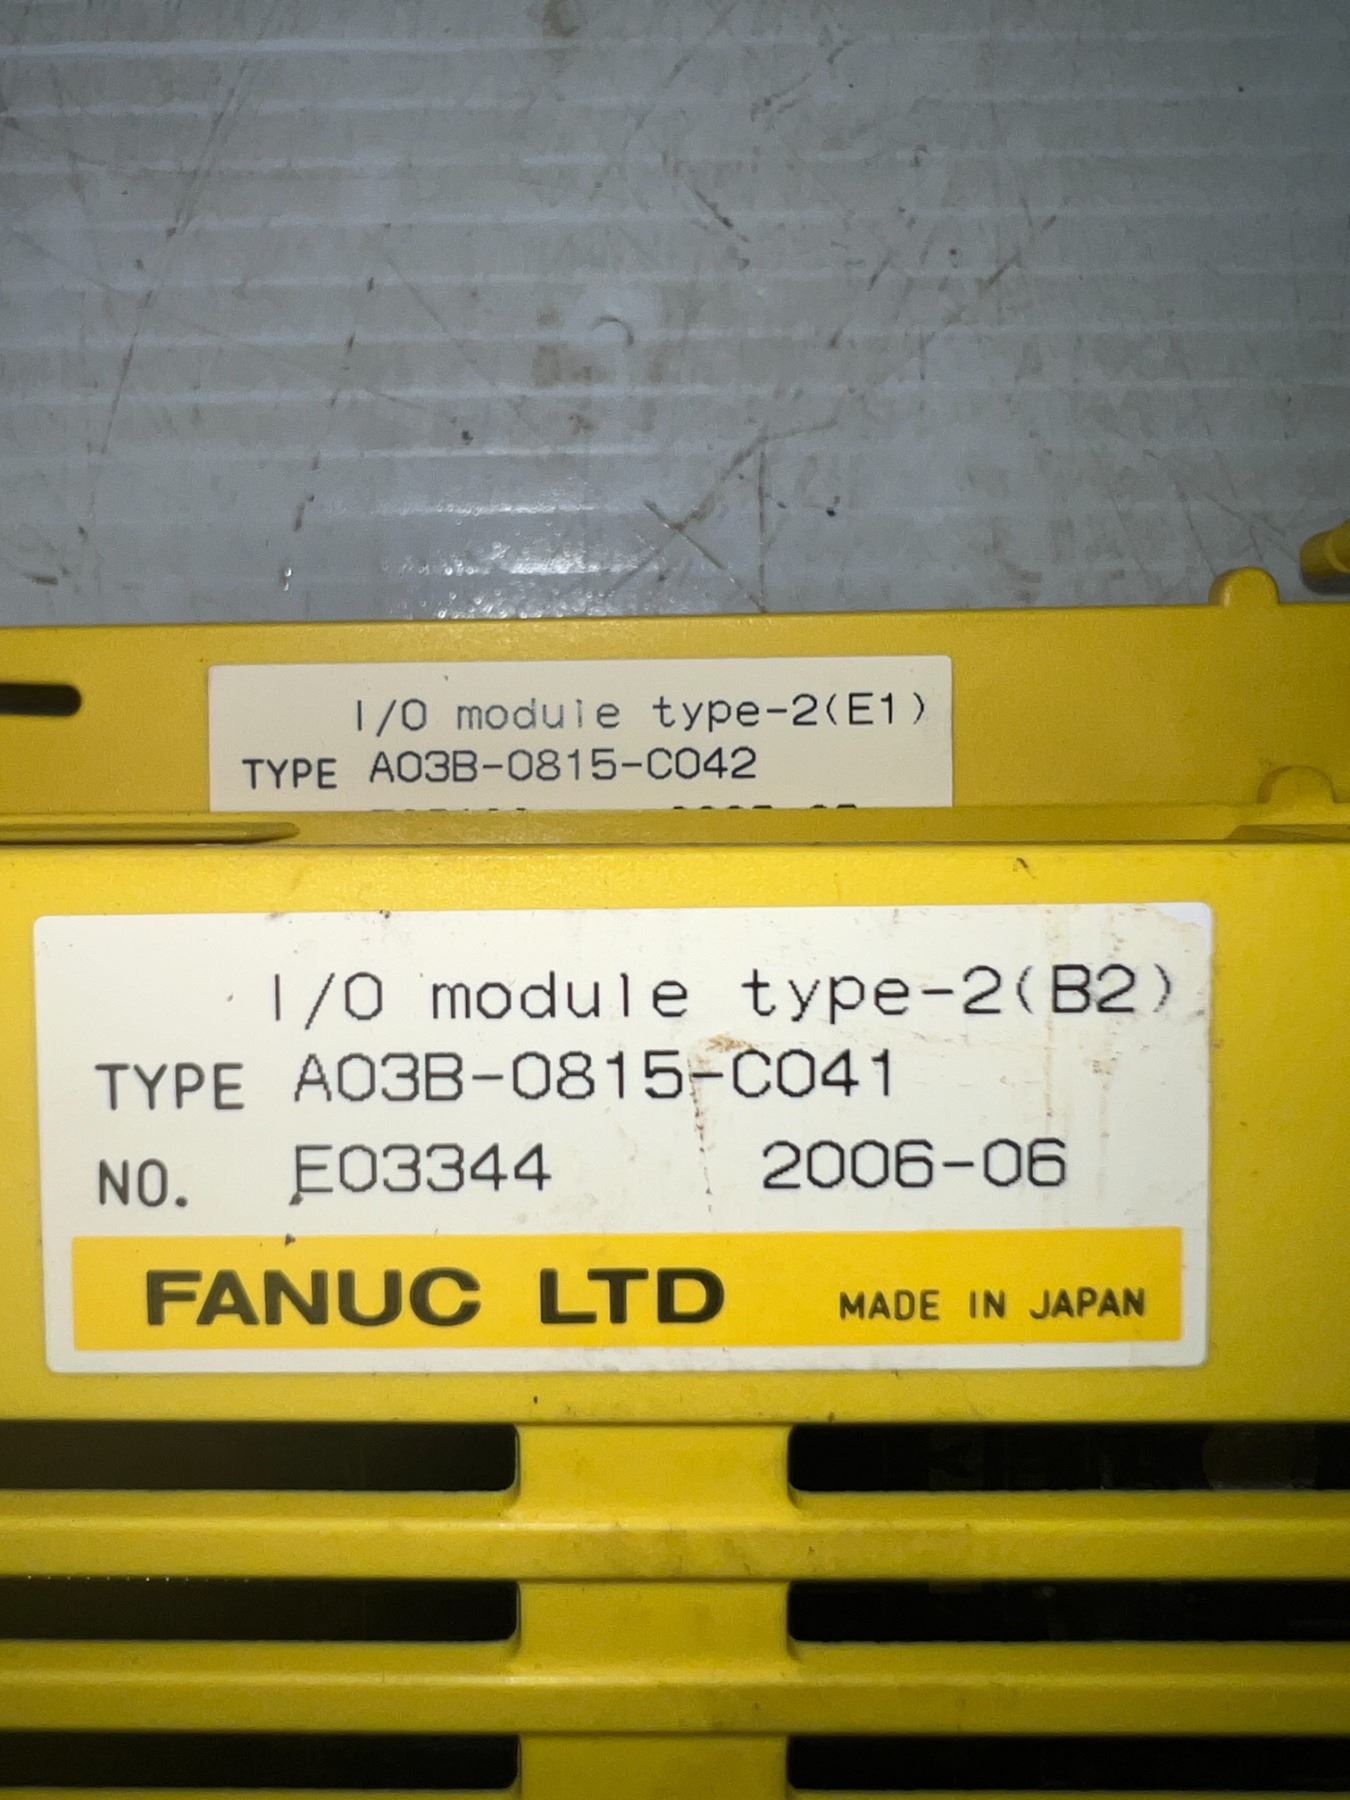 I/O module type-2(E1)
TYPE A03B-0815-C042
I/O module type-2(B2)
TYPE A03B-0815-C041
NO. E03344 2006-06
FANUC LTD MADE IN JAPAN